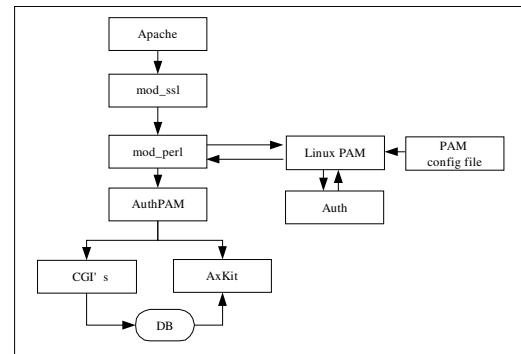 Apache
mod_ssl
mod_perl
Linux PAM
PAM
config file
AuthPAM
Auth
CGI' s
AxKit
DB